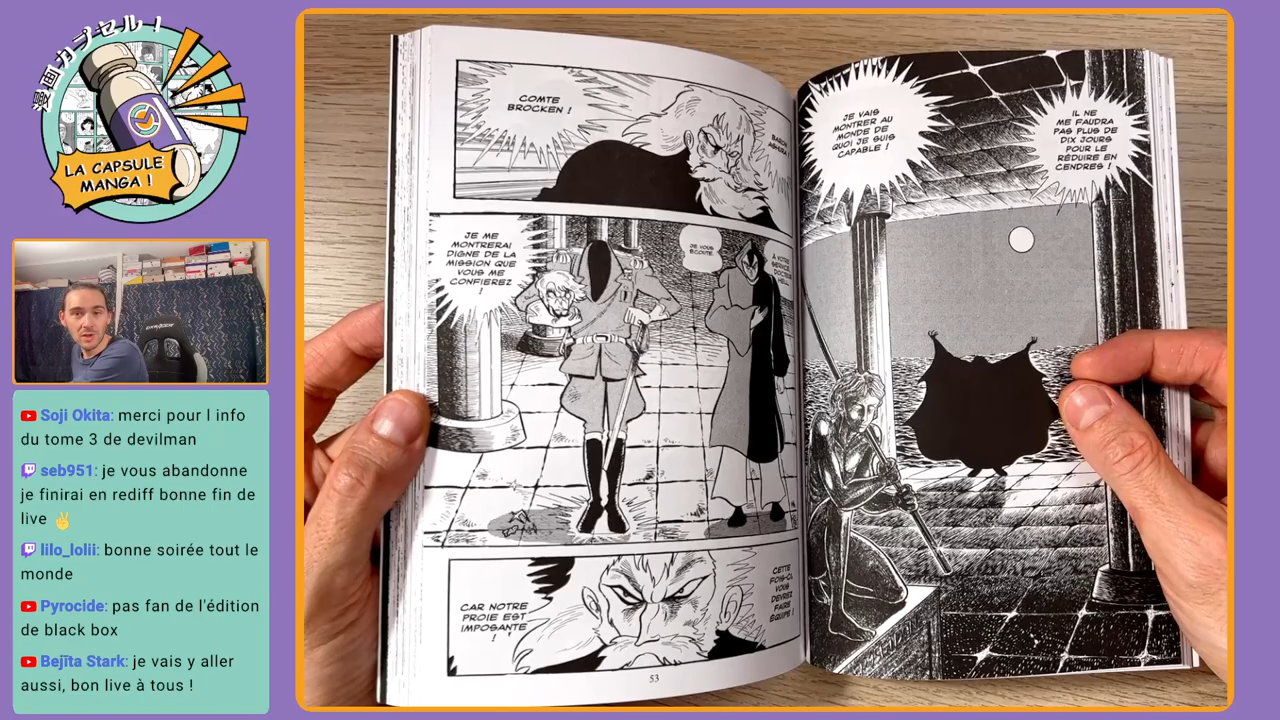 漫画カプセル！
LA CAPSULE
MANGA !
Soji Okita: merci pour l info
du tome 3 de devilman
seb951: je vous abandonne
je finirai en rediff bonne fin de
live ✌️
lilo_lolii: bonne soirée tout le
monde
Pyrocide: pas fan de l'édition
de black box
Bejīta Stark: je vais y aller
aussi, bon live à tous !
COMTE
BROCKEN !
BARON
ASHURA !
JE ME
MONTRERAI
DIGNE DE LA
MISSION QUE
VOUS ME
CONFIEREZ
!
JE VOUS
ÉCOUTE.
À VOTRE
SERVICE,
DOCTEUR
CAR NOTRE
PROIE EST
IMPOSANTE
!
CETTE
FOIS-CI,
VOUS
DEVREZ
FAIRE
ÉQUIPE !
53
JE VAIS
MONTRER AU
MONDE DE
QUOI JE SUIS
CAPABLE !
IL NE
ME FAUDRA
PAS PLUS DE
DIX JOURS
POUR LE
RÉDUIRE EN
CENDRES !